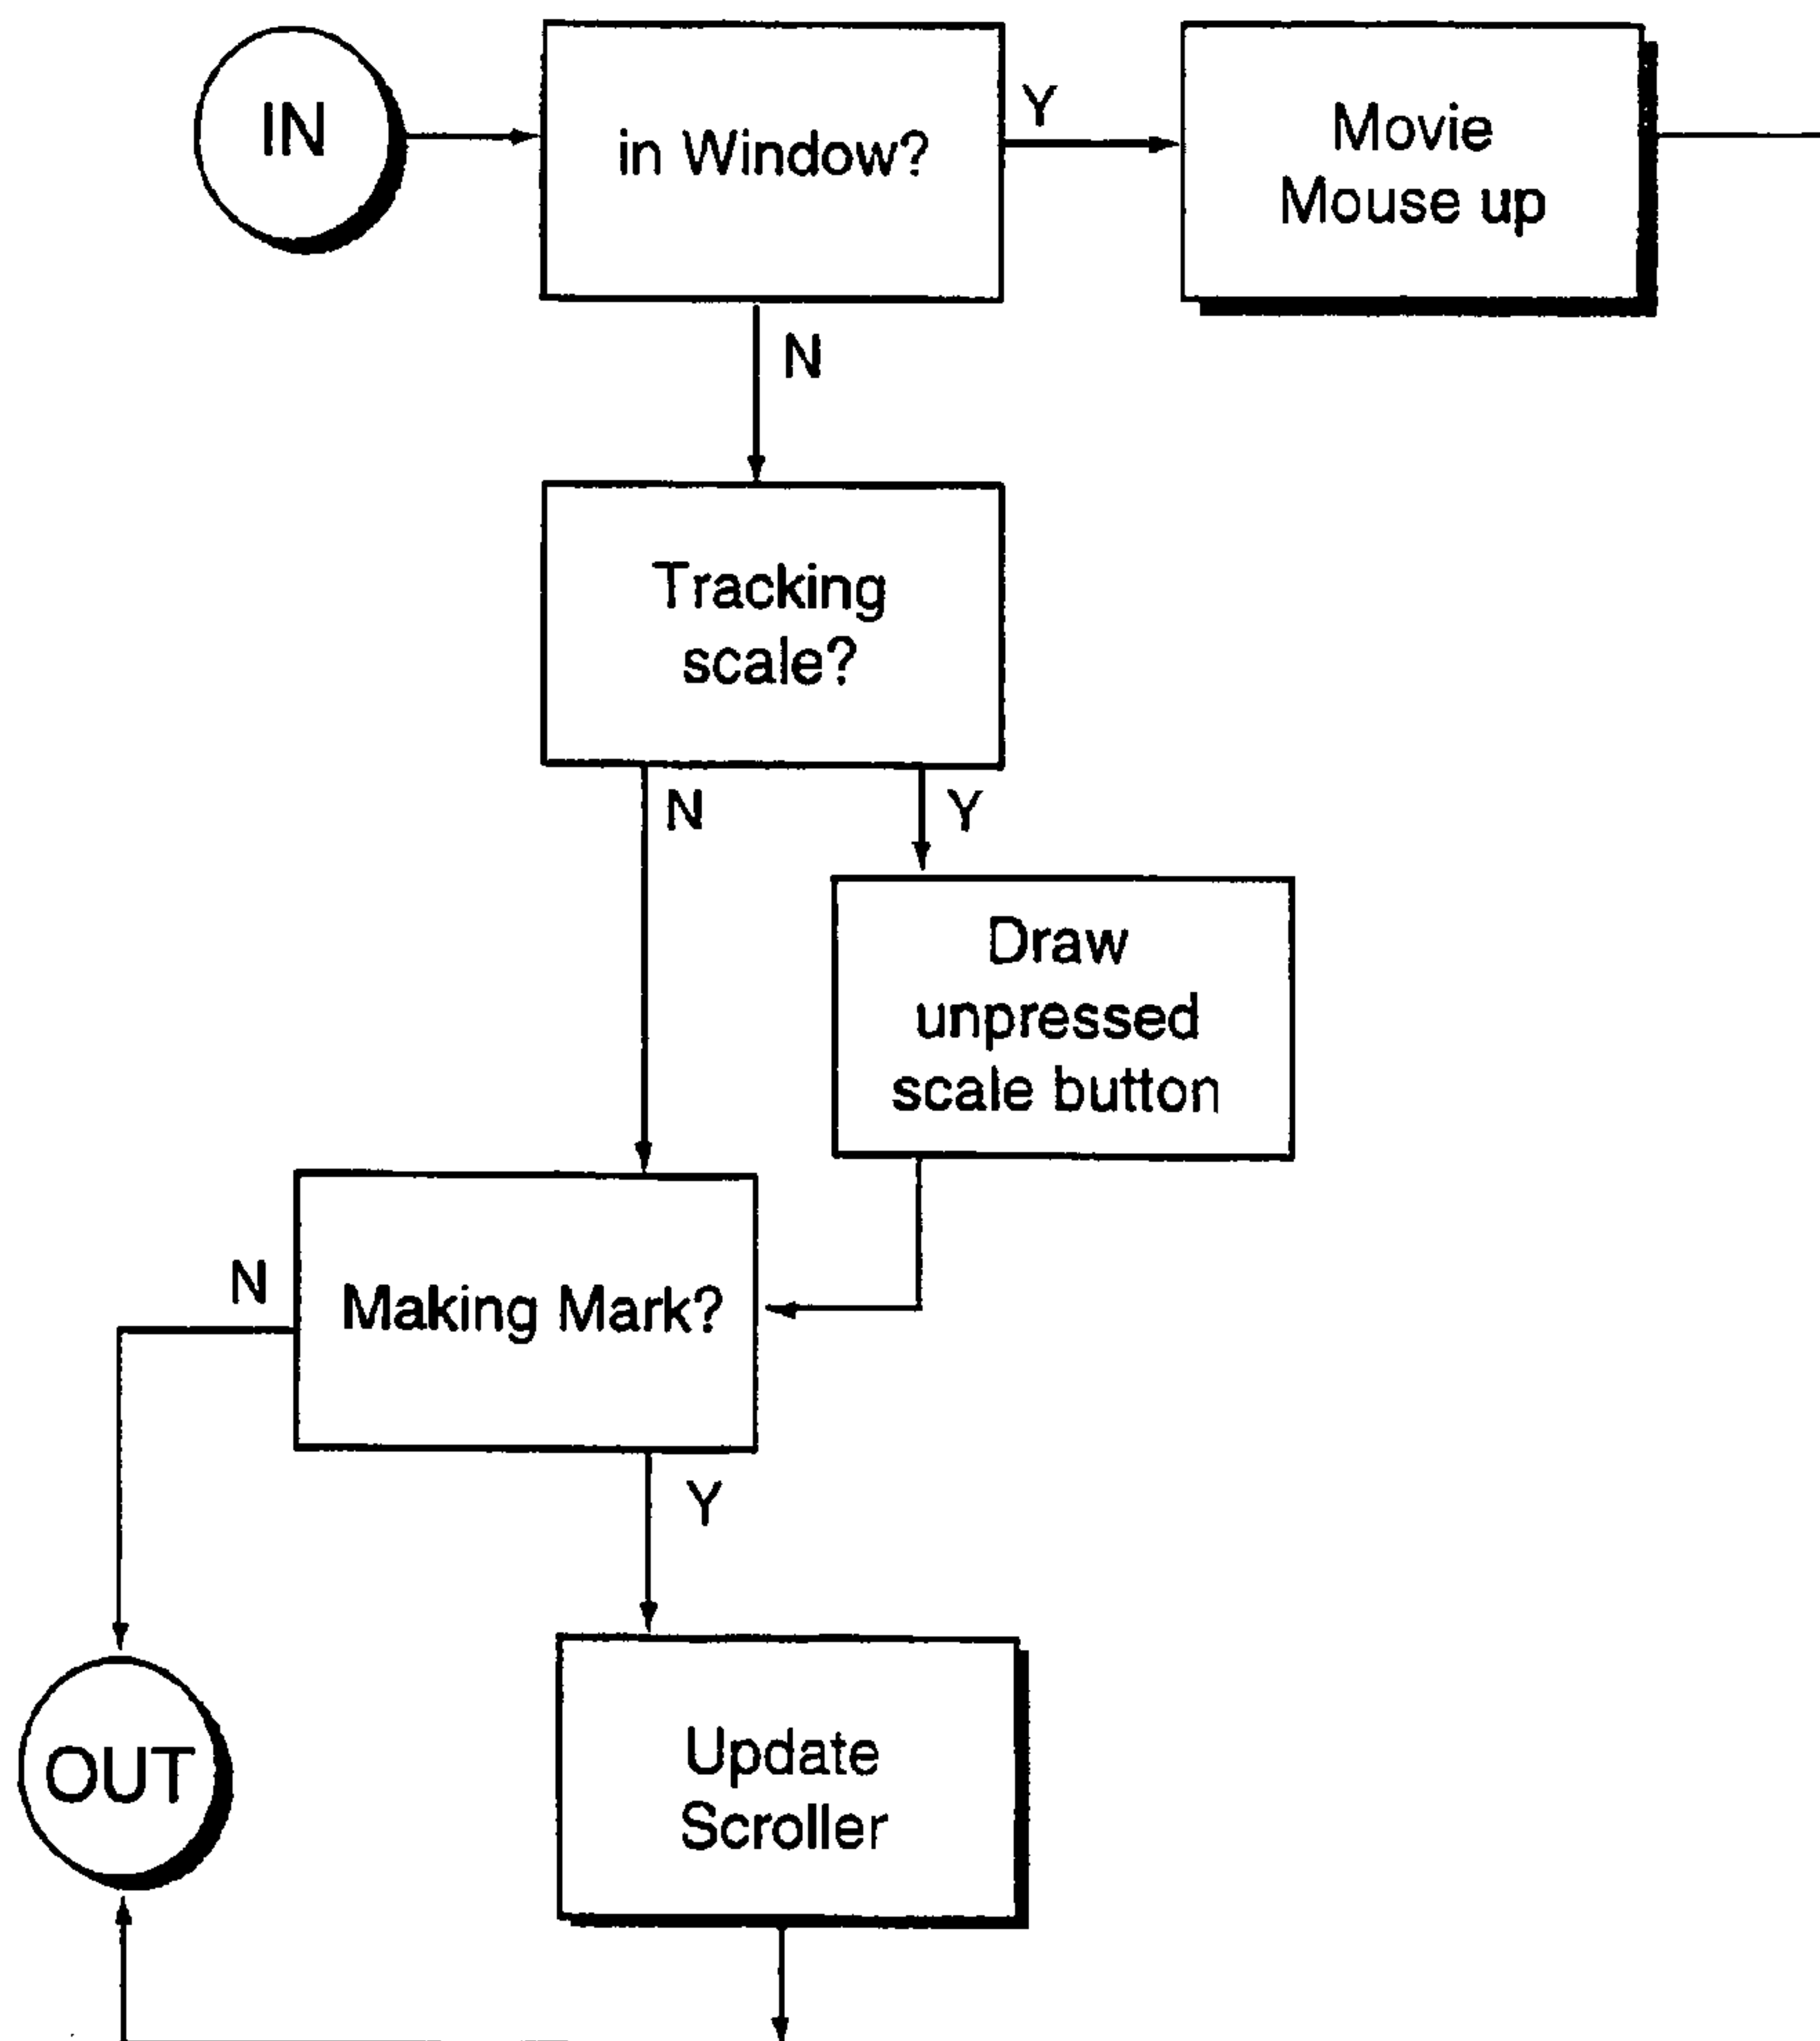 IN
in Window?
Y
Movie
Mouse up
N
Tracking
scale?
N
Y
Draw
unpressed
scale button
N
Making Mark?
Y
OUT
Update
Scroller